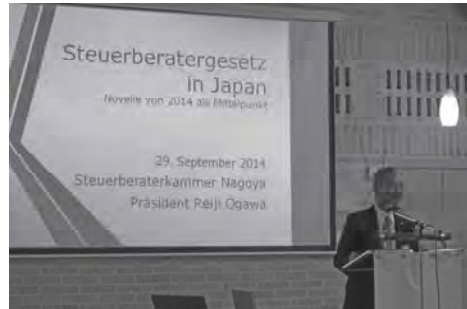 Steuerberatergesetz
in Japan
Novelle von 2014 als Mittelpunkt
29. September 2014
Steuerberaterkammer Nagoya
Präsident Reiji Ogawa